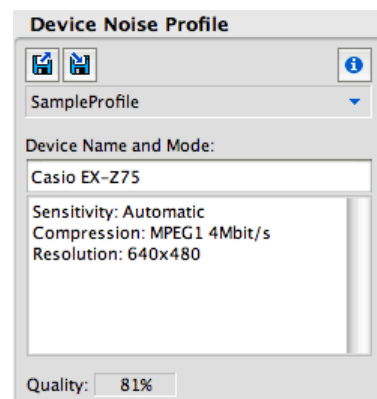 Device Noise Profile
SampleProfile
Device Name and Mode:
Casio EX-Z75
Sensitivity: Automatic
Compression: MPEG1 4Mbit/s
Resolution: 640x480
Quality: 81%